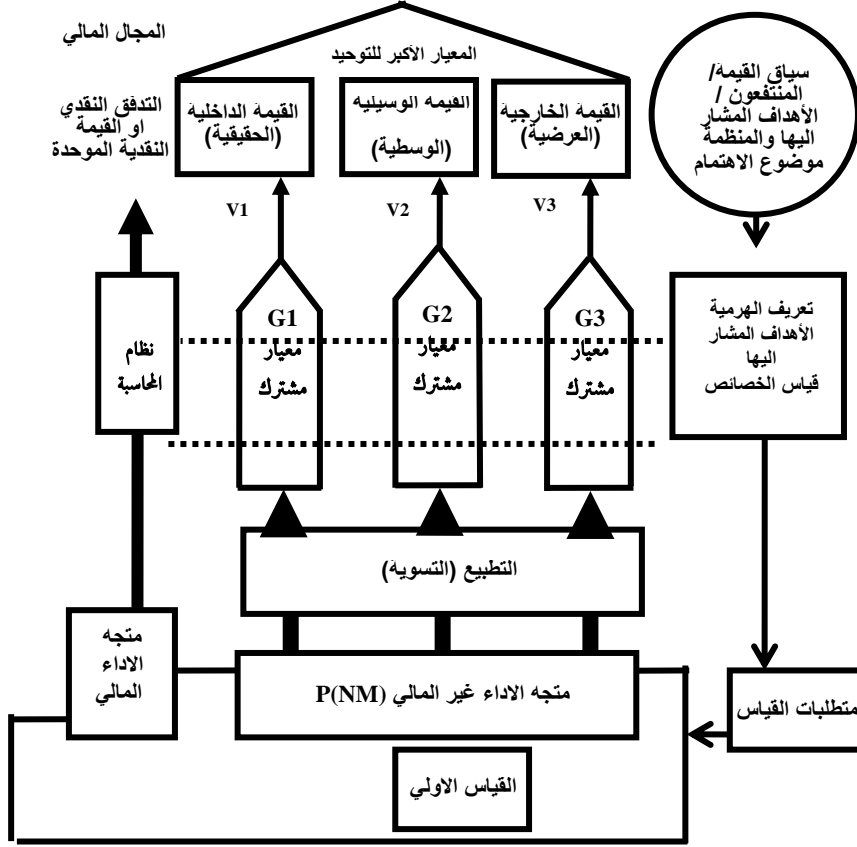 المجال المالي
المعيار الأكبر للتوحيد
سياق القيمة/
المنتفعون /
الأهداف المشار
اليها والمنظمة
موضوع الاهتمام
القيمة الخارجية
(العرضية)
القيمه الوسيليه
(الوسطية)
القيمة الداخلية
(الحقيقية)
التدفق النقدي
او القيمة
النقدية الموحدة
V1
V2
V3
تعريف الهرمية
الأهداف المشار
اليها
قياس الخصائص
G3
معيار
مشترك
G2
معيار
مشترك
G1
معيار
مشترك
نظام
المحاسبة
التطبيع (التسوية)
متجه
الاداء
المالي
متجه الاداء غير المالي P(NM)
متطلبات القياس
القياس الاولي